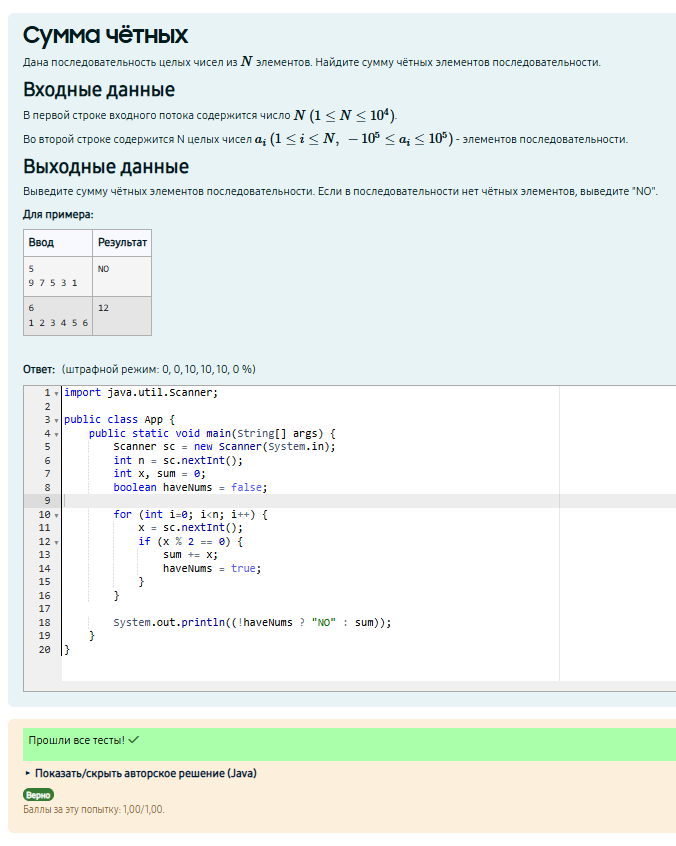 Сумма чётных
Дана последовательность целых чисел из N элементов. Найдите сумму чётных элементов последовательности.
Входные данные
В первой строке входного потока содержится число N (1 ≤ N ≤ 10⁴).
Во второй строке содержится N целых чисел aᵢ (1 ≤ i ≤ N, −10⁵ ≤ aᵢ ≤ 10⁵) - элементов последовательности.
Выходные данные
Выведите сумму чётных элементов последовательности. Если в последовательности нет чётных элементов, выведите "NO".
Для примера:
Ввод Результат
5 NO
9 7 5 3 1
6 12
1 2 3 4 5 6
Ответ: (штрафной режим: 0, 0, 10, 10, 10, 0 %)
1 import java.util.Scanner;
2
3 public class App {
4     public static void main(String[] args) {
5         Scanner sc = new Scanner(System.in);
6         int n = sc.nextInt();
7         int x, sum = 0;
8         boolean haveNums = false;
9
10         for (int i=0; i<n; i++) {
11             x = sc.nextInt();
12             if (x % 2 == 0) {
13                 sum += x;
14                 haveNums = true;
15             }
16         }
17
18         System.out.println((!haveNums ? "NO" : sum));
19     }
20 }
Прошли все тесты! ✓
▸ Показать/скрыть авторское решение (Java)
Верно
Баллы за эту попытку: 1,00/1,00.